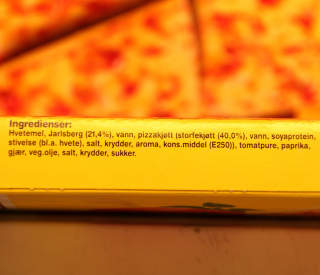 Ingredienser:
Hvetemel, Jarlsberg (21,4%), vann, pizzakjøtt (storfekjøtt (40,0%), vann, soyaprotein,
stivelse (bl.a. hvete), salt, krydder, aroma, kons.middel (E250)), tomatpure, paprika,
gjær, veg.olje, salt, krydder, sukker.